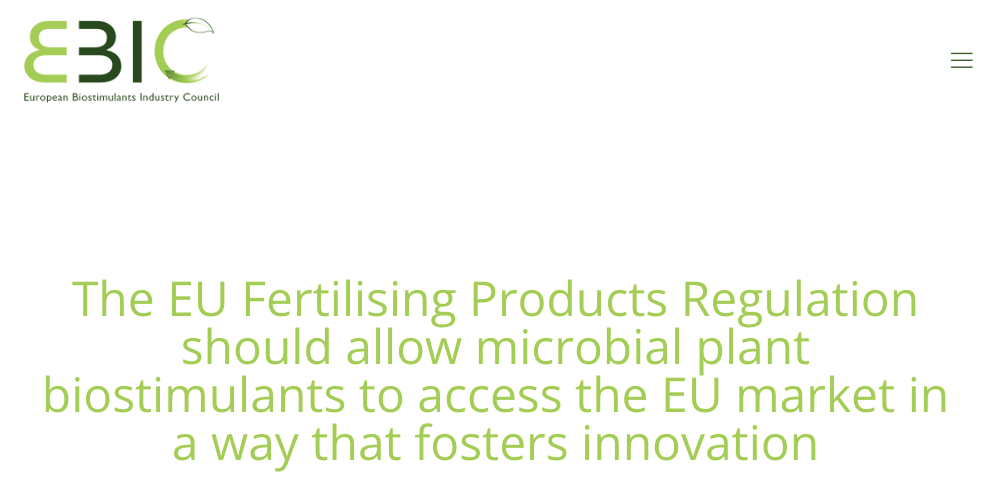 EBIC
European Biostimulants Industry Council
The EU Fertilising Products Regulation
should allow microbial plant
biostimulants to access the EU market in
a way that fosters innovation